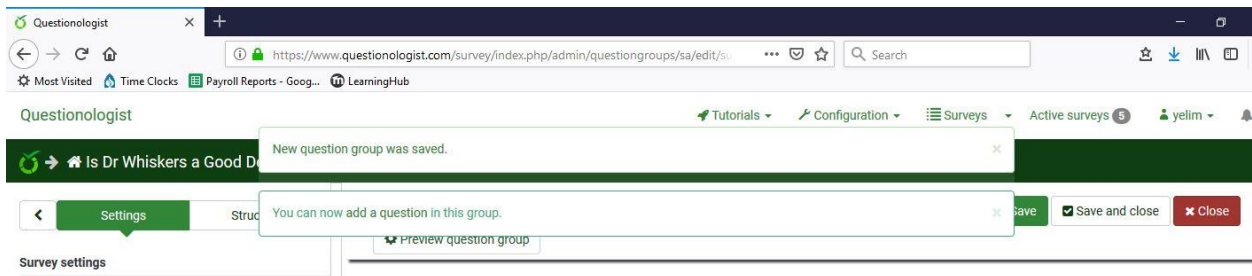 Questionologist × +
https://www.questionologist.com/survey/index.php/admin/questiongroups/sa/edit/su Search
Most Visited Time Clocks Payroll Reports - Goog... LearningHub
Questionologist Tutorials Configuration Surveys Active surveys 5 yelim
New question group was saved. ×
Is Dr Whiskers a Good D
Settings Struc
You can now add a question in this group. ×
Save Save and close Close
Preview question group
Survey settings